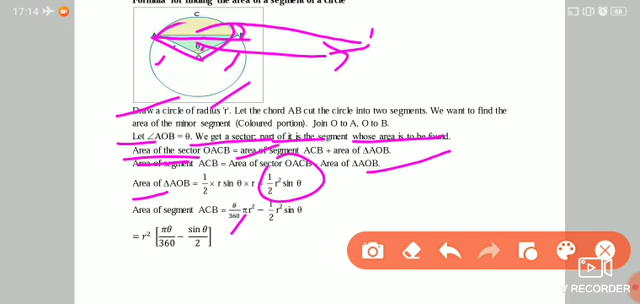 17:14
Formula for finding the area of a segment of a circle
C
A
B
θ
O
r
Draw a circle of radius 'r'. Let the chord AB cut the circle into two segments. We want to find
the area of the minor segment (Coloured portion). Join O to A, O to B.
Let ∠AOB = θ. We get a sector; part of it is the segment whose area is to be found.
Area of the sector OACB = area of segment ACB + area of ΔAOB.
Area of segment ACB = Area of sector OACB - Area of ΔAOB.
Area of ΔAOB = 1/2 × r sin θ × r = 1/2 r² sin θ
Area of segment ACB = θ/360 πr² − 1/2 r² sin θ
= r² [πθ/360 − sin θ/2]
RECORDER